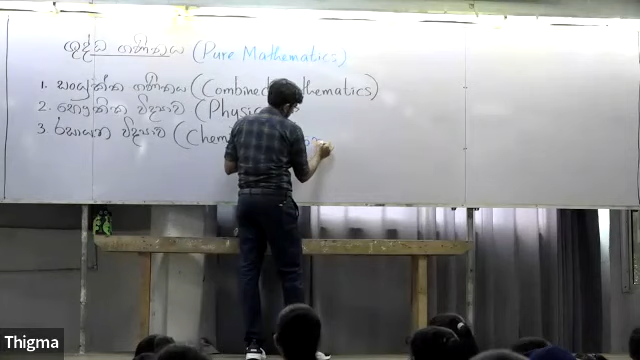 ශුද්ධ ගණිතය (Pure Mathematics)
1. සංයුක්ත ගණිතය (Combined Mathematics)
2. භෞතික විද්‍යාව (Physics
3. රසායන විද්‍යාව (Chem
Thigma